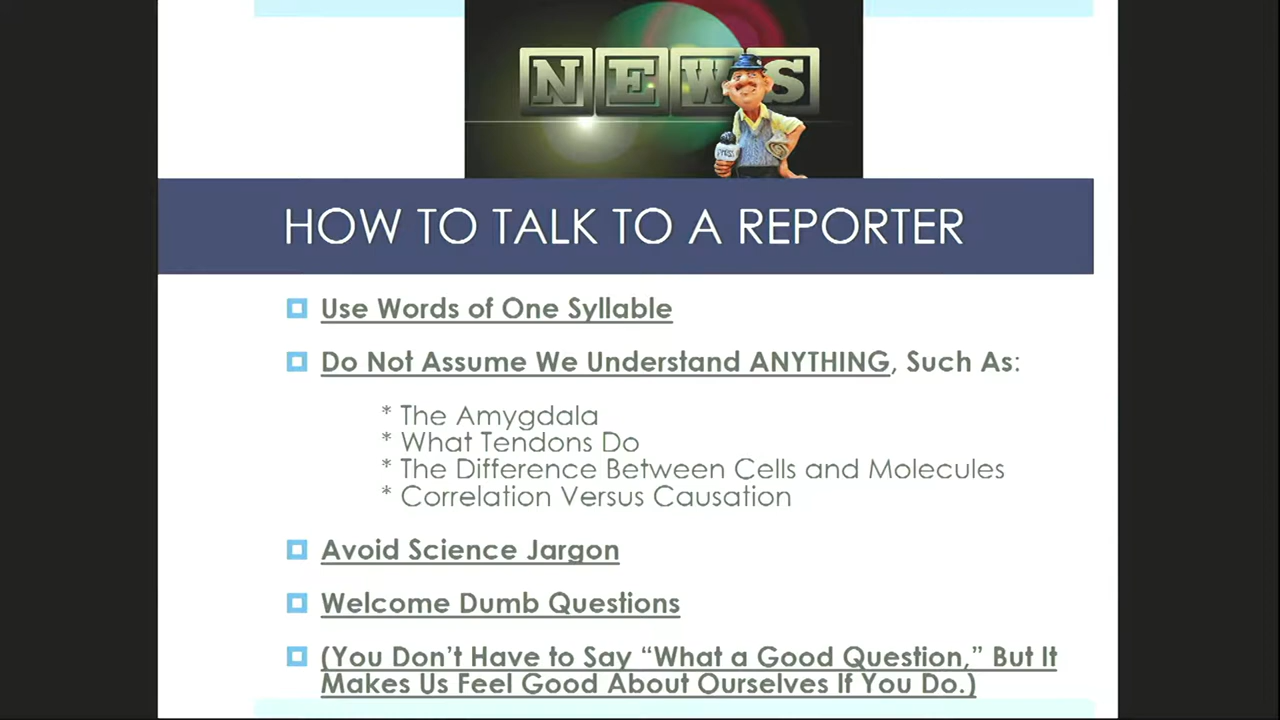 NEWS
PRESS
HOW TO TALK TO A REPORTER
Use Words of One Syllable
Do Not Assume We Understand ANYTHING, Such As:
* The Amygdala
* What Tendons Do
* The Difference Between Cells and Molecules
* Correlation Versus Causation
Avoid Science Jargon
Welcome Dumb Questions
(You Don't Have to Say “What a Good Question,” But It
Makes Us Feel Good About Ourselves If You Do.)